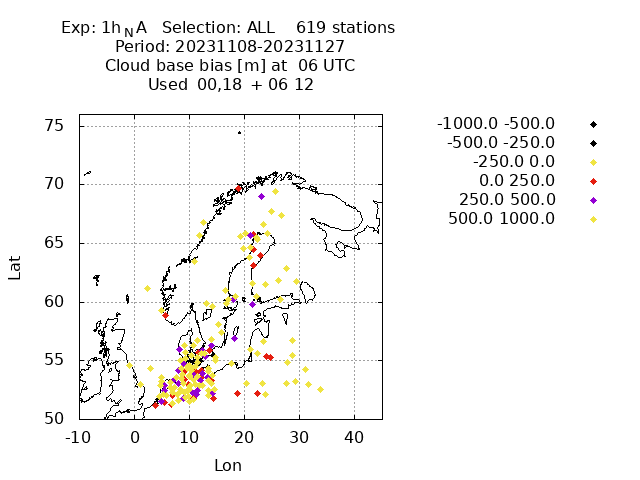 Exp: 1h_N A   Selection: ALL    619 stations
Period: 20231108-20231127
Cloud base bias [m] at  06 UTC
Used 00,18 + 06 12
-1000.0 -500.0
-500.0 -250.0
-250.0 0.0
0.0 250.0
250.0 500.0
500.0 1000.0
75
70
65
60
55
50
Lat
-10 0 10 20 30 40
Lon